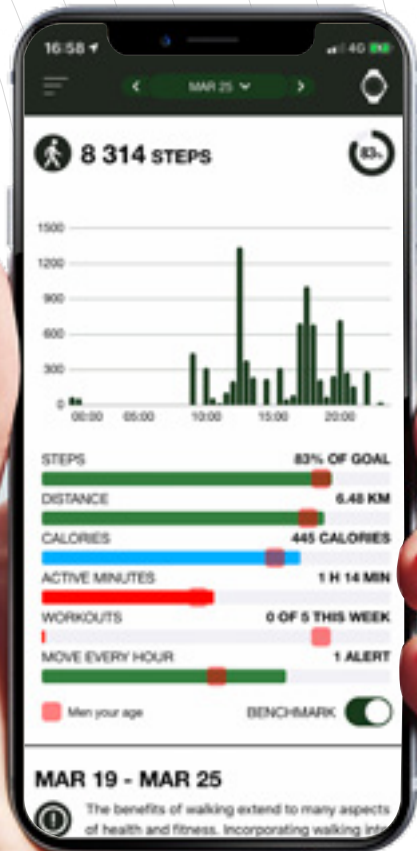 16:58 4G
MAR 25
8 314 STEPS 83%
1500
1200
900
600
300
0
00:00 05:00 10:00 15:00 20:00
STEPS 83% OF GOAL
DISTANCE 6.48 KM
CALORIES 445 CALORIES
ACTIVE MINUTES 1 H 14 MIN
WORKOUTS 0 OF 5 THIS WEEK
MOVE EVERY HOUR 1 ALERT
Men your age BENCHMARK
MAR 19 - MAR 25
The benefits of walking extend to many aspects
of health and fitness. Incorporating walking into